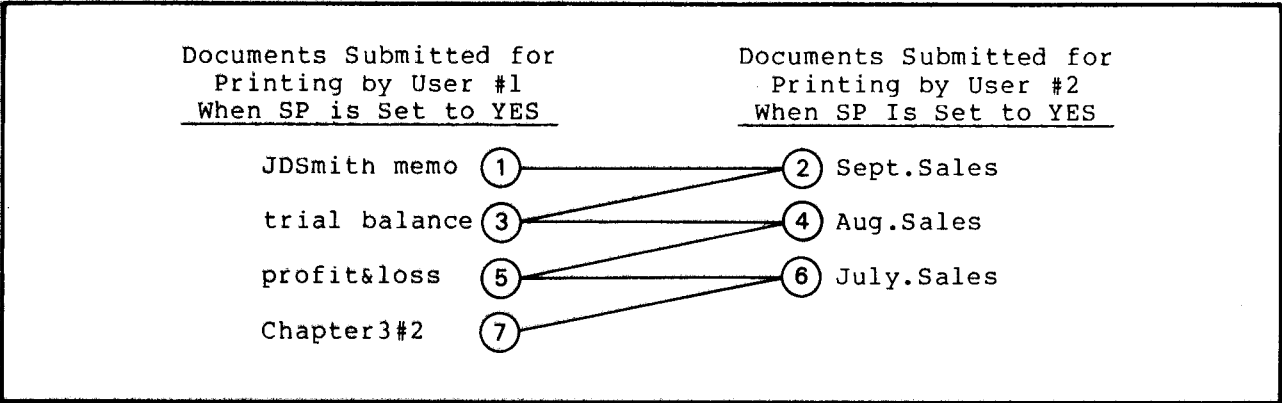 Documents Submitted for
Printing by User #1
When SP is Set to YES
Documents Submitted for
Printing by User #2
When SP Is Set to YES
JDSmith memo 1 2 Sept.Sales
trial balance 3 4 Aug.Sales
profit&loss 5 6 July.Sales
Chapter3#2 7